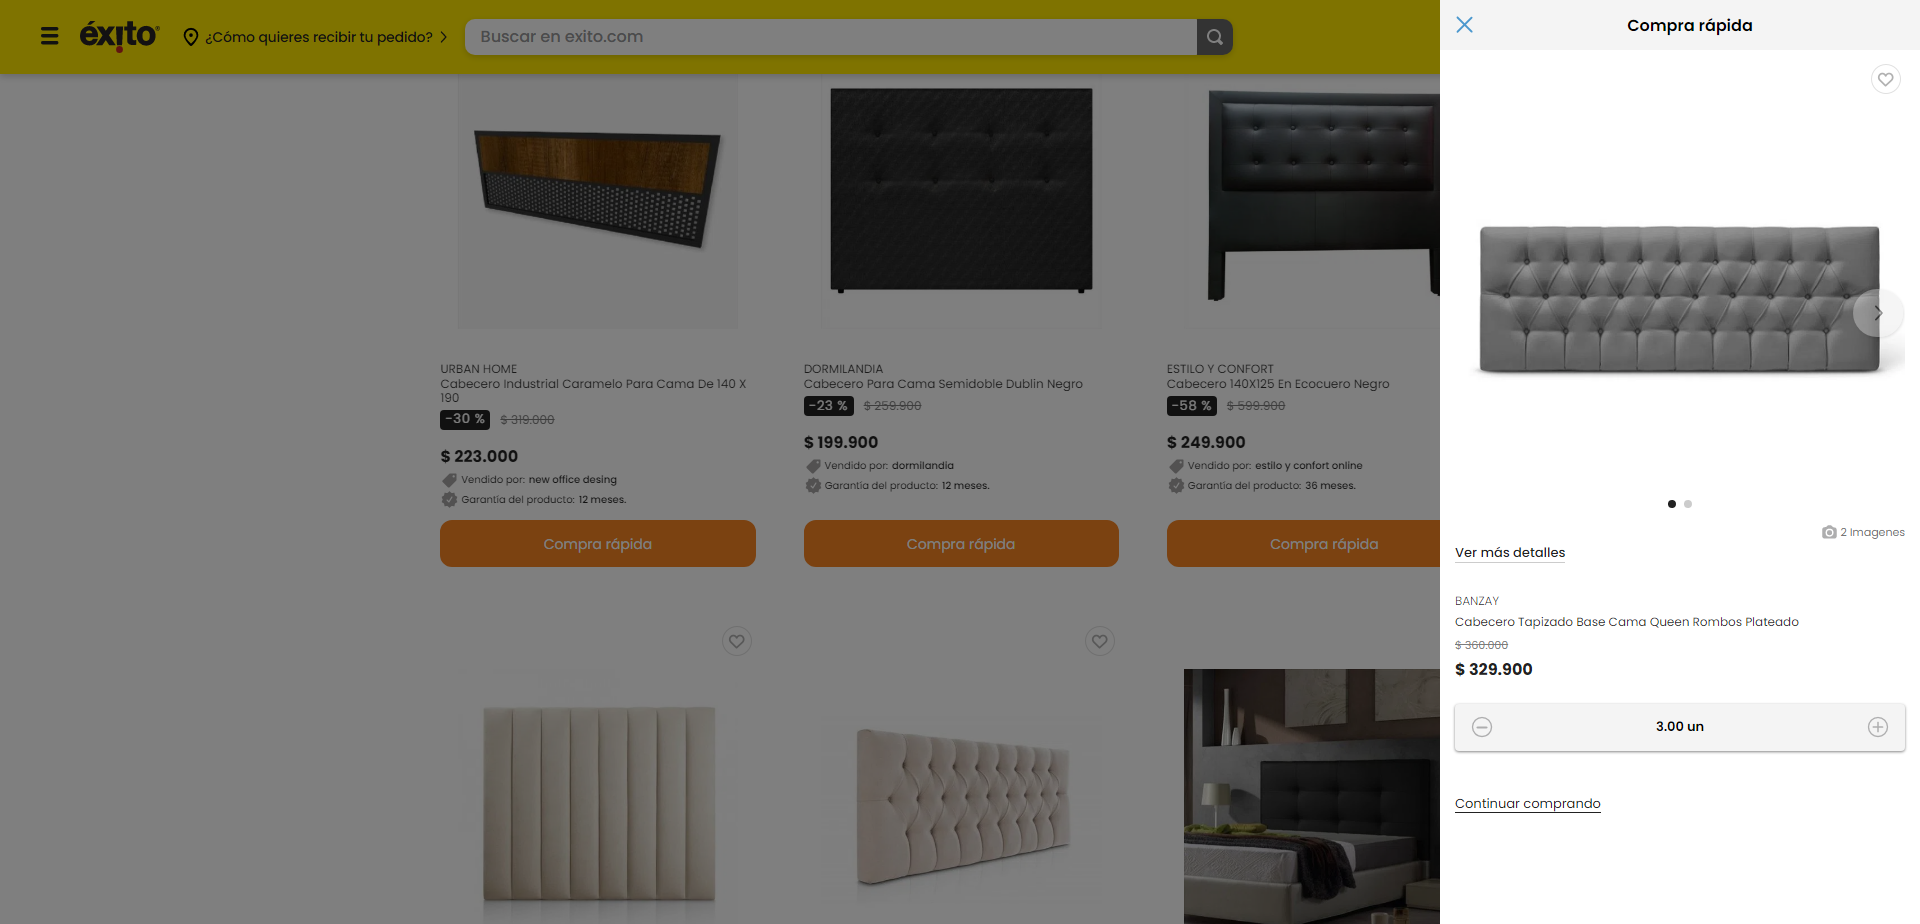 éxito
¿Cómo quieres recibir tu pedido?
Buscar en exito.com
URBAN HOME
Cabecero Industrial Caramelo Para Cama De 140 X
190
-30 % $ 319.000
$ 223.000
Vendido por: new office desing
Garantía del producto: 12 meses.
Compra rápida
DORMILANDIA
Cabecero Para Cama Semidoble Dublin Negro
-23 % $ 259.900
$ 199.900
Vendido por: dormilandia
Garantía del producto: 12 meses.
Compra rápida
ESTILO Y CONFORT
Cabecero 140X125 En Ecocuero Negro
-58 % $ 599.900
$ 249.900
Vendido por: estilo y confort online
Garantía del producto: 36 meses.
Compra rápida
Compra rápida
2 Imagenes
Ver más detalles
BANZAY
Cabecero Tapizado Base Cama Queen Rombos Plateado
$ 360.000
$ 329.900
3.00 un
Continuar comprando